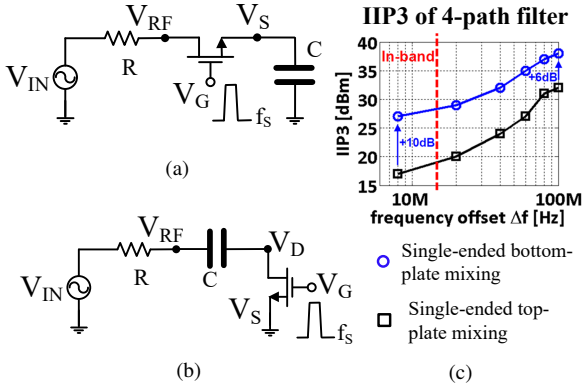 V_RF
V_S
V_IN
R
V_G
f_S
C
(a)
V_RF
V_D
V_IN
R
C
V_S
V_G
f_S
(b)
IIP3 of 4-path filter
In-band
+6dB
+10dB
IIP3 [dBm]
40
35
30
25
20
15
10M
100M
frequency offset Δf [Hz]
Single-ended bottom-
plate mixing
Single-ended top-
plate mixing
(c)